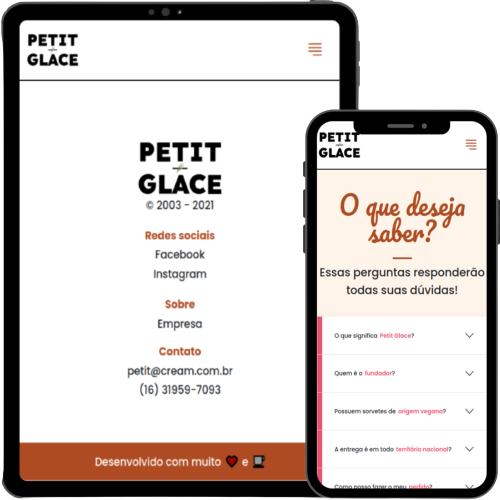 PETIT
GLACE
PETIT
GLACE
© 2003 - 2021
Redes sociais
Facebook
Instagram
Sobre
Empresa
Contato
petit@cream.com.br
(16) 31959-7093
Desenvolvido com muito ❤️ e ☕
PETIT
GLACE
O que deseja
saber?
Essas perguntas responderão
todas suas dúvidas!
O que significa Petit Glace?
Quem é o fundador?
Possuem sorvetes de origem vegana?
A entrega é em todo território nacional?
Como posso fazer o meu pedido?